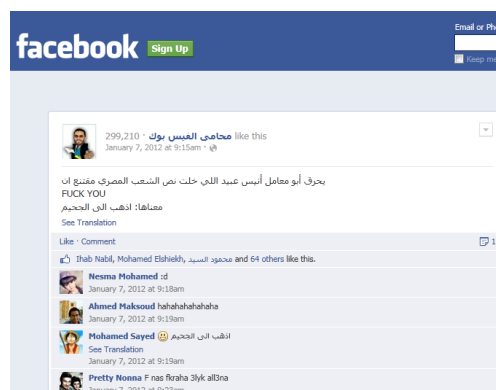 facebook
Sign Up
Email or Ph
Keep me
299,210 · محامى الفيس بوك like this
January 7, 2012 at 9:15am ·
يحرق أبو معامل أنيس عبيد اللي خلت نص الشعب المصري مقتنع ان
FUCK YOU
معناها: اذهب الى الجحيم
See Translation
Like · Comment
1
Ihab Nabil, Mohamed Elshiekh, محمود السيد and 64 others like this.
Nesma Mohamed :d
January 7, 2012 at 9:18am
Ahmed Maksoud hahahahahahaha
January 7, 2012 at 9:19am
Mohamed Sayed اذهب الى الجحيم
See Translation
January 7, 2012 at 9:19am
Pretty Nonna F nas fkraha 3lyk all3na